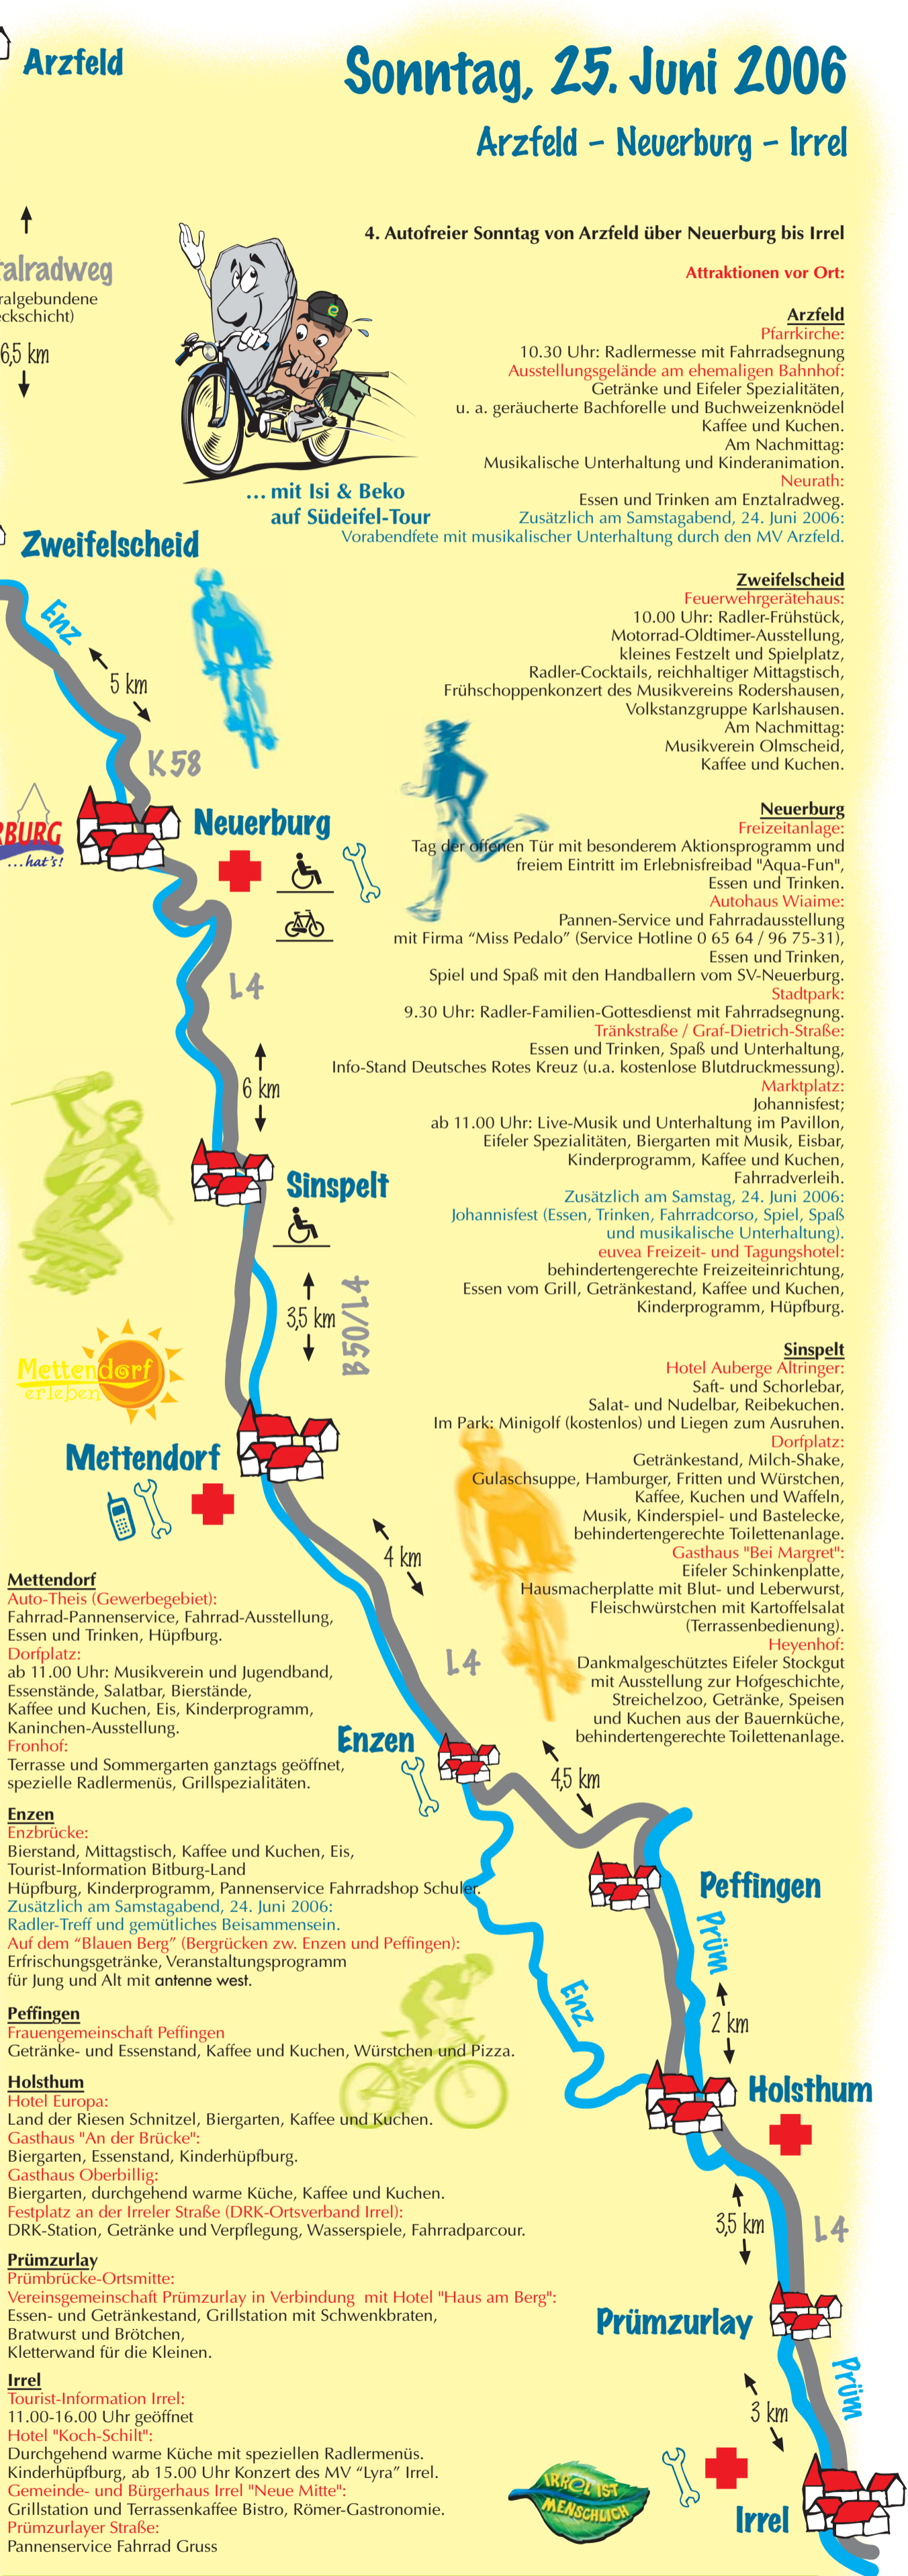 Arzfeld
Sonntag, 25. Juni 2006
Arzfeld – Neuerburg – Irrel
4. Autofreier Sonntag von Arzfeld über Neuerburg bis Irrel
Attraktionen vor Ort:
talradweg
ralgebundene
eckschicht)
6,5 km
... mit Isi & Beko
auf Südeifel-Tour
Arzfeld
Pfarrkirche:
10.30 Uhr: Radlermesse mit Fahrradsegnung
Ausstellungsgelände am ehemaligen Bahnhof:
Getränke und Eifeler Spezialitäten,
u. a. geräucherte Bachforelle und Buchweizenknödel
Kaffee und Kuchen.
Am Nachmittag:
Musikalische Unterhaltung und Kinderanimation.
Neurath:
Essen und Trinken am Enztalradweg.
Zusätzlich am Samstagabend, 24. Juni 2006:
Vorabendfete mit musikalischer Unterhaltung durch den MV Arzfeld.
Zweifelscheid
Enz
5 km
K 58
Zweifelscheid
Feuerwehrgerätehaus:
10.00 Uhr: Radler-Frühstück,
Motorrad-Oldtimer-Ausstellung,
kleines Festzelt und Spielplatz,
Radler-Cocktails, reichhaltiger Mittagstisch,
Frühschoppenkonzert des Musikvereins Rodershausen,
Volkstanzgruppe Karlshausen.
Am Nachmittag:
Musikverein Olmscheid,
Kaffee und Kuchen.
RBURG
...hat's!
Neuerburg
L4
6 km
Neuerburg
Freizeitanlage:
Tag der offenen Tür mit besonderem Aktionsprogramm und
freiem Eintritt im Erlebnisfreibad "Aqua-Fun",
Essen und Trinken.
Autohaus Wiaime:
Pannen-Service und Fahrradausstellung
mit Firma “Miss Pedalo” (Service Hotline 0 65 64 / 96 75-31),
Essen und Trinken,
Spiel und Spaß mit den Handballern vom SV-Neuerburg.
Stadtpark:
9.30 Uhr: Radler-Familien-Gottesdienst mit Fahrradsegnung.
Tränkstraße / Graf-Dietrich-Straße:
Essen und Trinken, Spaß und Unterhaltung,
Info-Stand Deutsches Rotes Kreuz (u.a. kostenlose Blutdruckmessung).
Marktplatz:
Johannisfest;
ab 11.00 Uhr: Live-Musik und Unterhaltung im Pavillon,
Eifeler Spezialitäten, Biergarten mit Musik, Eisbar,
Kinderprogramm, Kaffee und Kuchen,
Fahrradverleih.
Zusätzlich am Samstag, 24. Juni 2006:
Johannisfest (Essen, Trinken, Fahrradcorso, Spiel, Spaß
und musikalische Unterhaltung).
euvea Freizeit- und Tagungshotel:
behindertengerechte Freizeiteinrichtung,
Essen vom Grill, Getränkestand, Kaffee und Kuchen,
Kinderprogramm, Hüpfburg.
Sinspelt
3,5 km
B50/L4
Mettendorf
erleben
Mettendorf
4 km
L4
Sinspelt
Hotel Auberge Altringer:
Saft- und Schorlebar,
Salat- und Nudelbar, Reibekuchen.
Im Park: Minigolf (kostenlos) und Liegen zum Ausruhen.
Dorfplatz:
Getränkestand, Milch-Shake,
Gulaschsuppe, Hamburger, Fritten und Würstchen,
Kaffee, Kuchen und Waffeln,
Musik, Kinderspiel- und Bastelecke,
behindertengerechte Toilettenanlage.
Gasthaus "Bei Margret":
Eifeler Schinkenplatte,
Hausmacherplatte mit Blut- und Leberwurst,
Fleischwürstchen mit Kartoffelsalat
(Terrassenbedienung).
Heyenhof:
Dankmalgeschütztes Eifeler Stockgut
mit Ausstellung zur Hofgeschichte,
Streichelzoo, Getränke, Speisen
und Kuchen aus der Bauernküche,
behindertengerechte Toilettenanlage.
Mettendorf
Auto-Theis (Gewerbegebiet):
Fahrrad-Pannenservice, Fahrrad-Ausstellung,
Essen und Trinken, Hüpfburg.
Dorfplatz:
ab 11.00 Uhr: Musikverein und Jugendband,
Essenstände, Salatbar, Bierstände,
Kaffee und Kuchen, Eis, Kinderprogramm,
Kaninchen-Ausstellung.
Fronhof:
Terrasse und Sommergarten ganztags geöffnet,
spezielle Radlermenüs, Grillspezialitäten.
Enzen
4,5 km
Enzen
Enzbrücke:
Bierstand, Mittagstisch, Kaffee und Kuchen, Eis,
Tourist-Information Bitburg-Land
Hüpfburg, Kinderprogramm, Pannenservice Fahrradshop Schuler.
Zusätzlich am Samstagabend, 24. Juni 2006:
Radler-Treff und gemütliches Beisammensein.
Auf dem “Blauen Berg” (Bergrücken zw. Enzen und Peffingen):
Erfrischungsgetränke, Veranstaltungsprogramm
für Jung und Alt mit antenne west.
Peffingen
Prüm
Enz
2 km
Peffingen
Frauengemeinschaft Peffingen
Getränke- und Essenstand, Kaffee und Kuchen, Würstchen und Pizza.
Holsthum
3,5 km
L4
Holsthum
Hotel Europa:
Land der Riesen Schnitzel, Biergarten, Kaffee und Kuchen.
Gasthaus "An der Brücke":
Biergarten, Essenstand, Kinderhüpfburg.
Gasthaus Oberbillig:
Biergarten, durchgehend warme Küche, Kaffee und Kuchen.
Festplatz an der Irreler Straße (DRK-Ortsverband Irrel):
DRK-Station, Getränke und Verpflegung, Wasserspiele, Fahrradparcour.
Prümzurlay
Prümbrücke-Ortsmitte:
Vereinsgemeinschaft Prümzurlay in Verbindung mit Hotel "Haus am Berg":
Essen- und Getränkestand, Grillstation mit Schwenkbraten,
Bratwurst und Brötchen,
Kletterwand für die Kleinen.
Prümzurlay
Prüm
3 km
Irrel
Tourist-Information Irrel:
11.00-16.00 Uhr geöffnet
Hotel "Koch-Schilt":
Durchgehend warme Küche mit speziellen Radlermenüs.
Kinderhüpfburg, ab 15.00 Uhr Konzert des MV “Lyra” Irrel.
Gemeinde- und Bürgerhaus Irrel "Neue Mitte":
Grillstation und Terrassenkaffee Bistro, Römer-Gastronomie.
Prümzurlayer Straße:
Pannenservice Fahrrad Gruss
IRREL IST
MENSCHLICH
Irrel